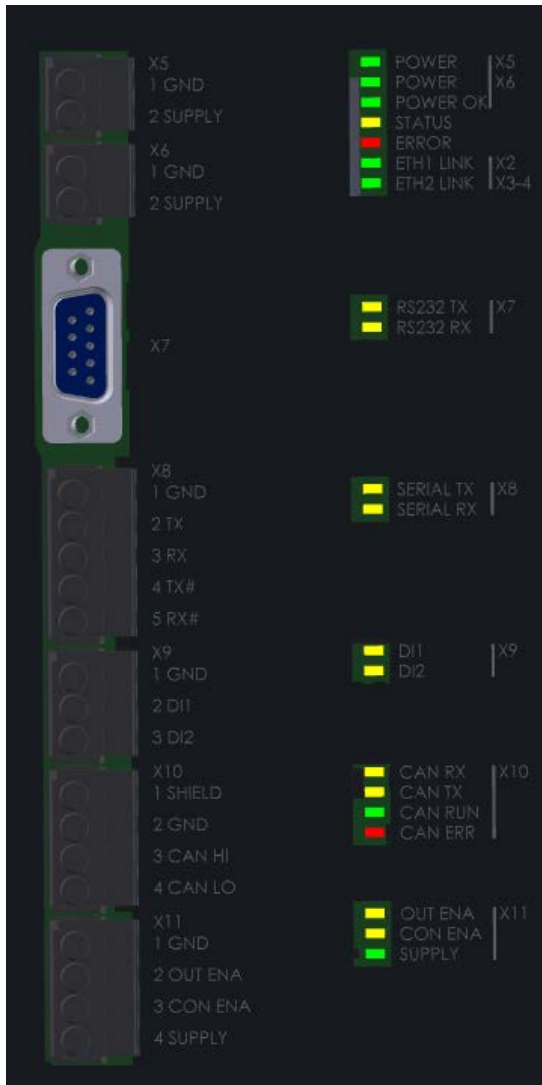 X5
1 GND
2 SUPPLY
X6
1 GND
2 SUPPLY
X7
X8
1 GND
2 TX
3 RX
4 TX#
5 RX#
X9
1 GND
2 DI1
3 DI2
X10
1 SHIELD
2 GND
3 CAN HI
4 CAN LO
X11
1 GND
2 OUT ENA
3 CON ENA
4 SUPPLY
POWER X5
POWER X6
POWER OK
STATUS
ERROR
ETH1 LINK X2
ETH2 LINK X3-4
RS232 TX X7
RS232 RX
SERIAL TX X8
SERIAL RX
DI1 X9
DI2
CAN RX X10
CAN TX
CAN RUN
CAN ERR
OUT ENA X11
CON ENA
SUPPLY